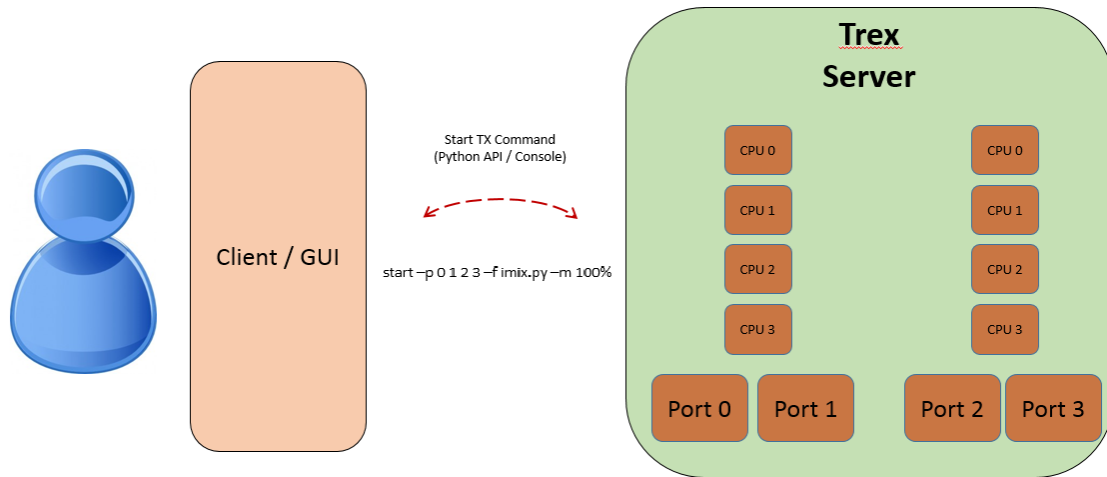 Trex
Server
Start TX Command
(Python API / Console)
Client / GUI
start –p 0 1 2 3 –f imix.py –m 100%
CPU 0
CPU 1
CPU 2
CPU 3
CPU 0
CPU 1
CPU 2
CPU 3
Port 0
Port 1
Port 2
Port 3